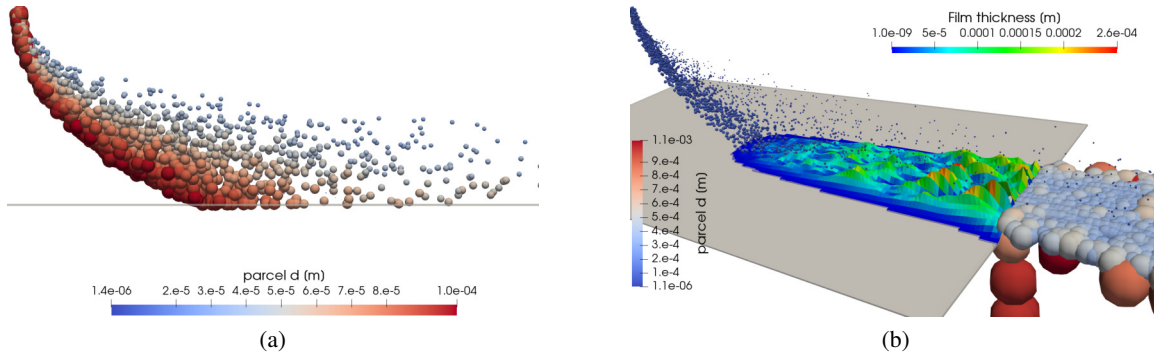 parcel d [m]
1.4e-06 2e-5 3.e-5 4.e-5 5.e-5 6.e-5 7.e-5 8.e-5 1.0e-04
(a)
Film thickness [m]
1.0e-09 5e-5 0.0001 0.00015 0.0002 2.6e-04
1.1e-03
9.e-4
8.e-4
7.e-4
6.e-4
5.e-4
4.e-4
3.e-4
2.e-4
1.e-4
1.1e-06
parcel d [m]
(b)